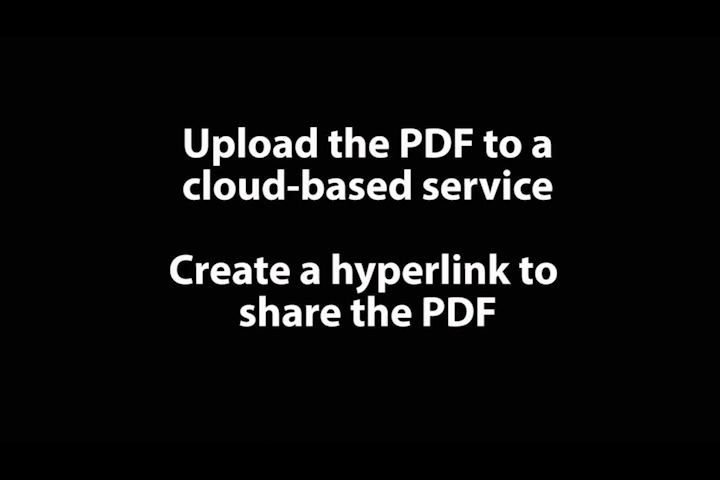 Upload the PDF to a
cloud-based service
Create a hyperlink to
share the PDF